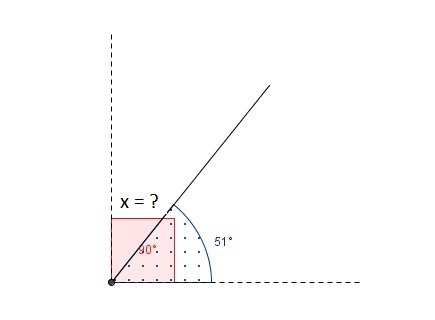 x = ?
90°
51°